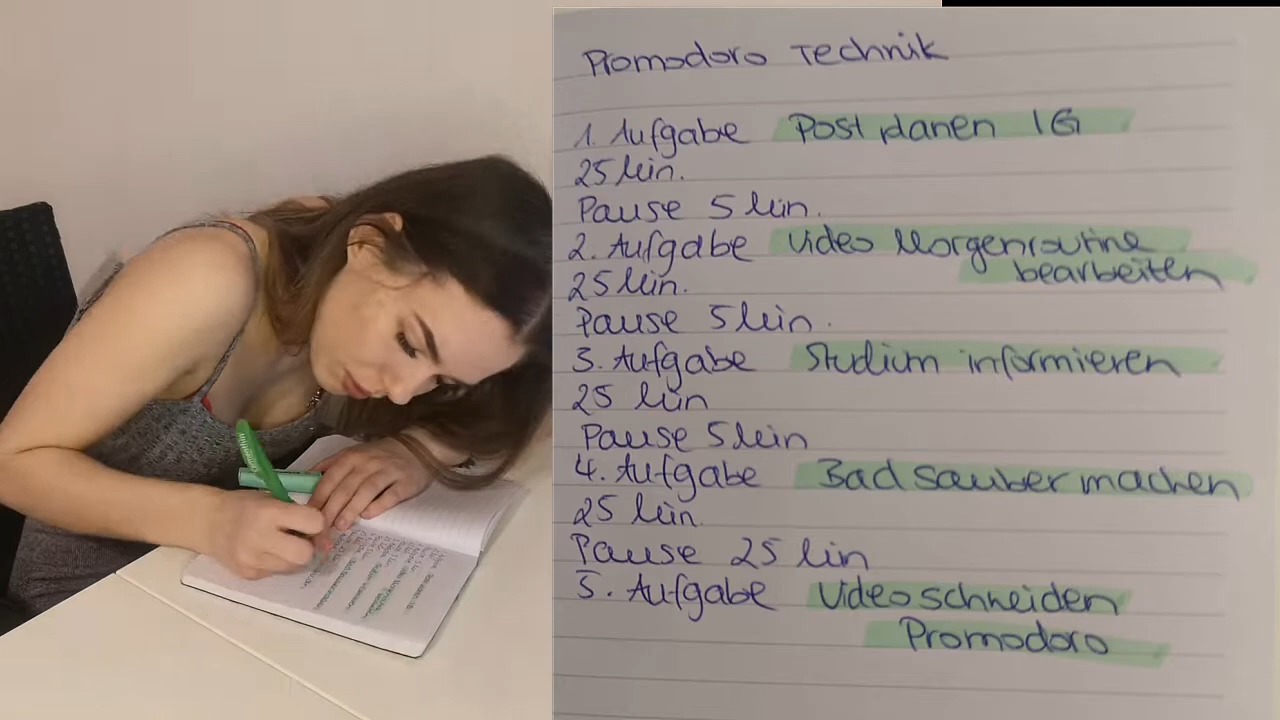 Promodoro Technik
1. Aufgabe Post planen IG
25 Min.
Pause 5 Min.
2. Aufgabe Video Morgenroutine
bearbeiten
25 Min.
Pause 5 Min.
3. Aufgabe Studium informieren
25 Min
Pause 5 Min
4. Aufgabe Bad sauber machen
25 Min.
Pause 25 Min
5. Aufgabe Video schneiden
Promodoro